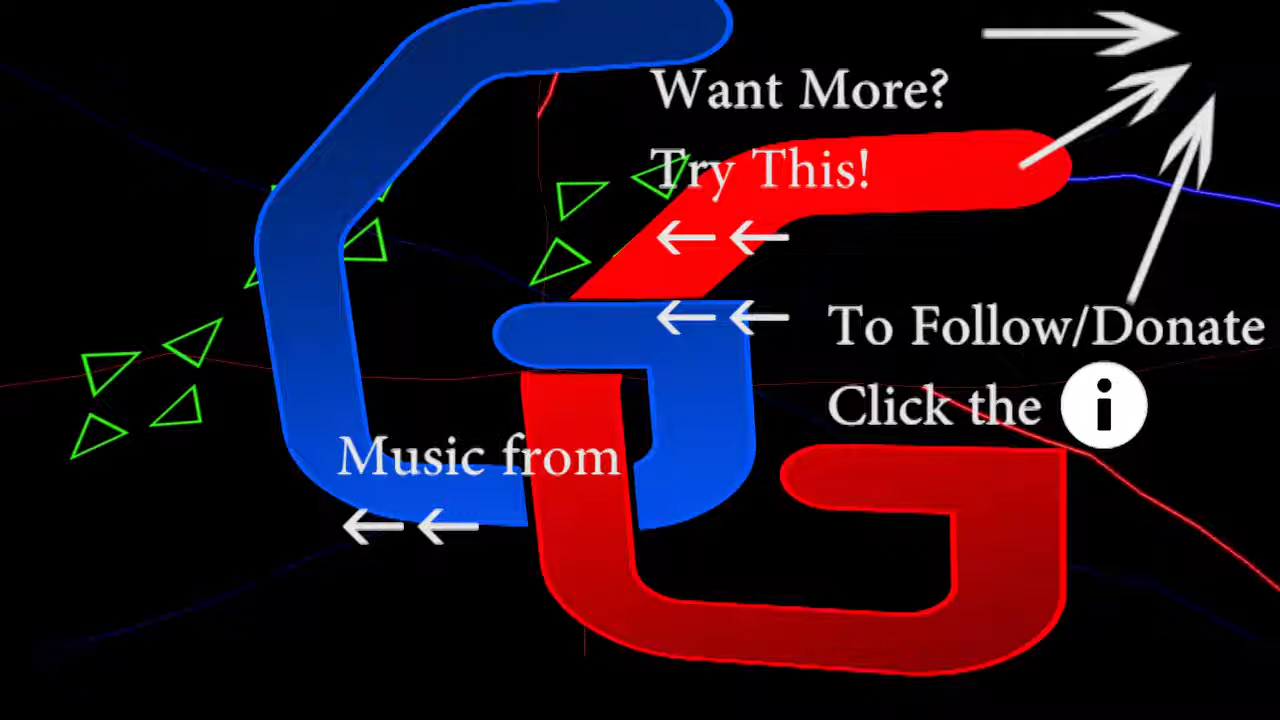 Want More?
Try This!
To Follow/Donate
Click the i
Music from